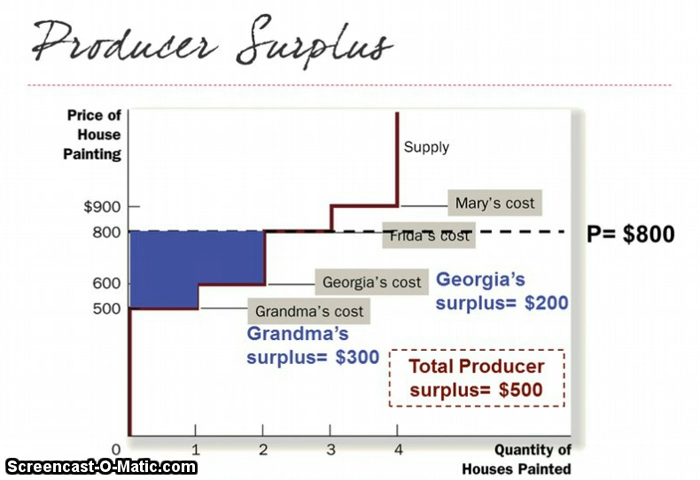 Producer Surplus
Price of
House
Painting
Supply
$900
Mary's cost
800
Frida's cost
P= $800
600
Georgia's cost
Georgia's
surplus= $200
500
Grandma's cost
Grandma's
surplus= $300
Total Producer
surplus= $500
0 1 2 3 4
Quantity of
Houses Painted
Screencast-O-Matic.com